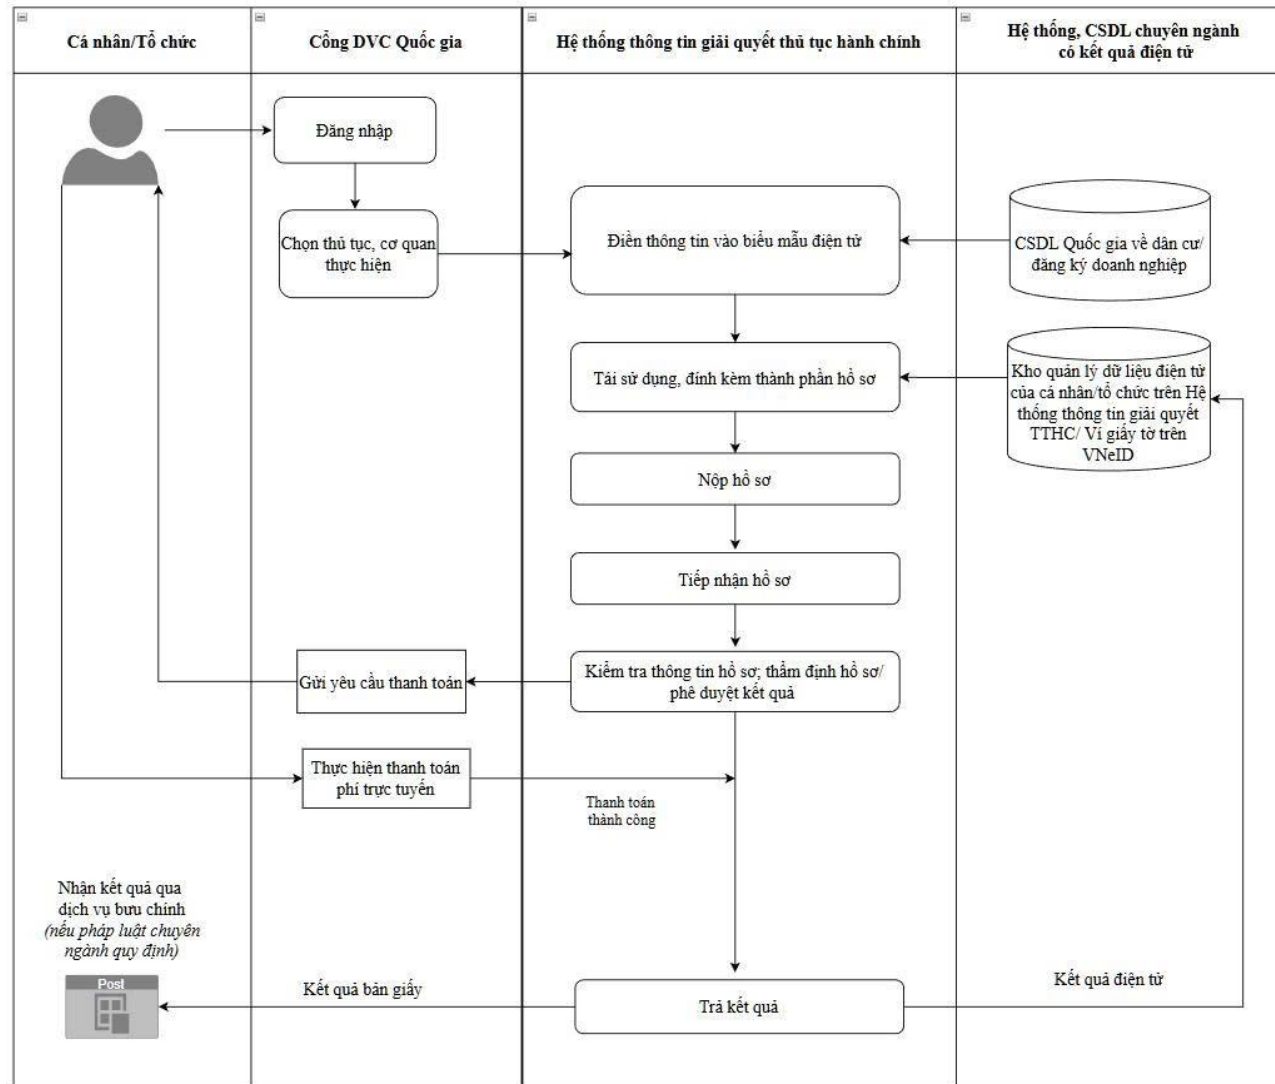 Cá nhân/Tổ chức
Cổng DVC Quốc gia
Hệ thống thông tin giải quyết thủ tục hành chính
Hệ thống, CSDL chuyên ngành
có kết quả điện tử
Đăng nhập
Chọn thủ tục, cơ quan
thực hiện
Điền thông tin vào biểu mẫu điện tử
CSDL Quốc gia về dân cư/
đăng ký doanh nghiệp
Tái sử dụng, đính kèm thành phần hồ sơ
Kho quản lý dữ liệu điện tử
của cá nhân/tổ chức trên Hệ
thống thông tin giải quyết
TTHC/ Ví giấy tờ trên
VNeID
Nộp hồ sơ
Tiếp nhận hồ sơ
Kiểm tra thông tin hồ sơ; thẩm định hồ sơ/
phê duyệt kết quả
Gửi yêu cầu thanh toán
Thực hiện thanh toán
phí trực tuyến
Thanh toán
thành công
Nhận kết quả qua
dịch vụ bưu chính
(nếu pháp luật chuyên
ngành quy định)
Post
Kết quả bản giấy
Trả kết quả
Kết quả điện tử